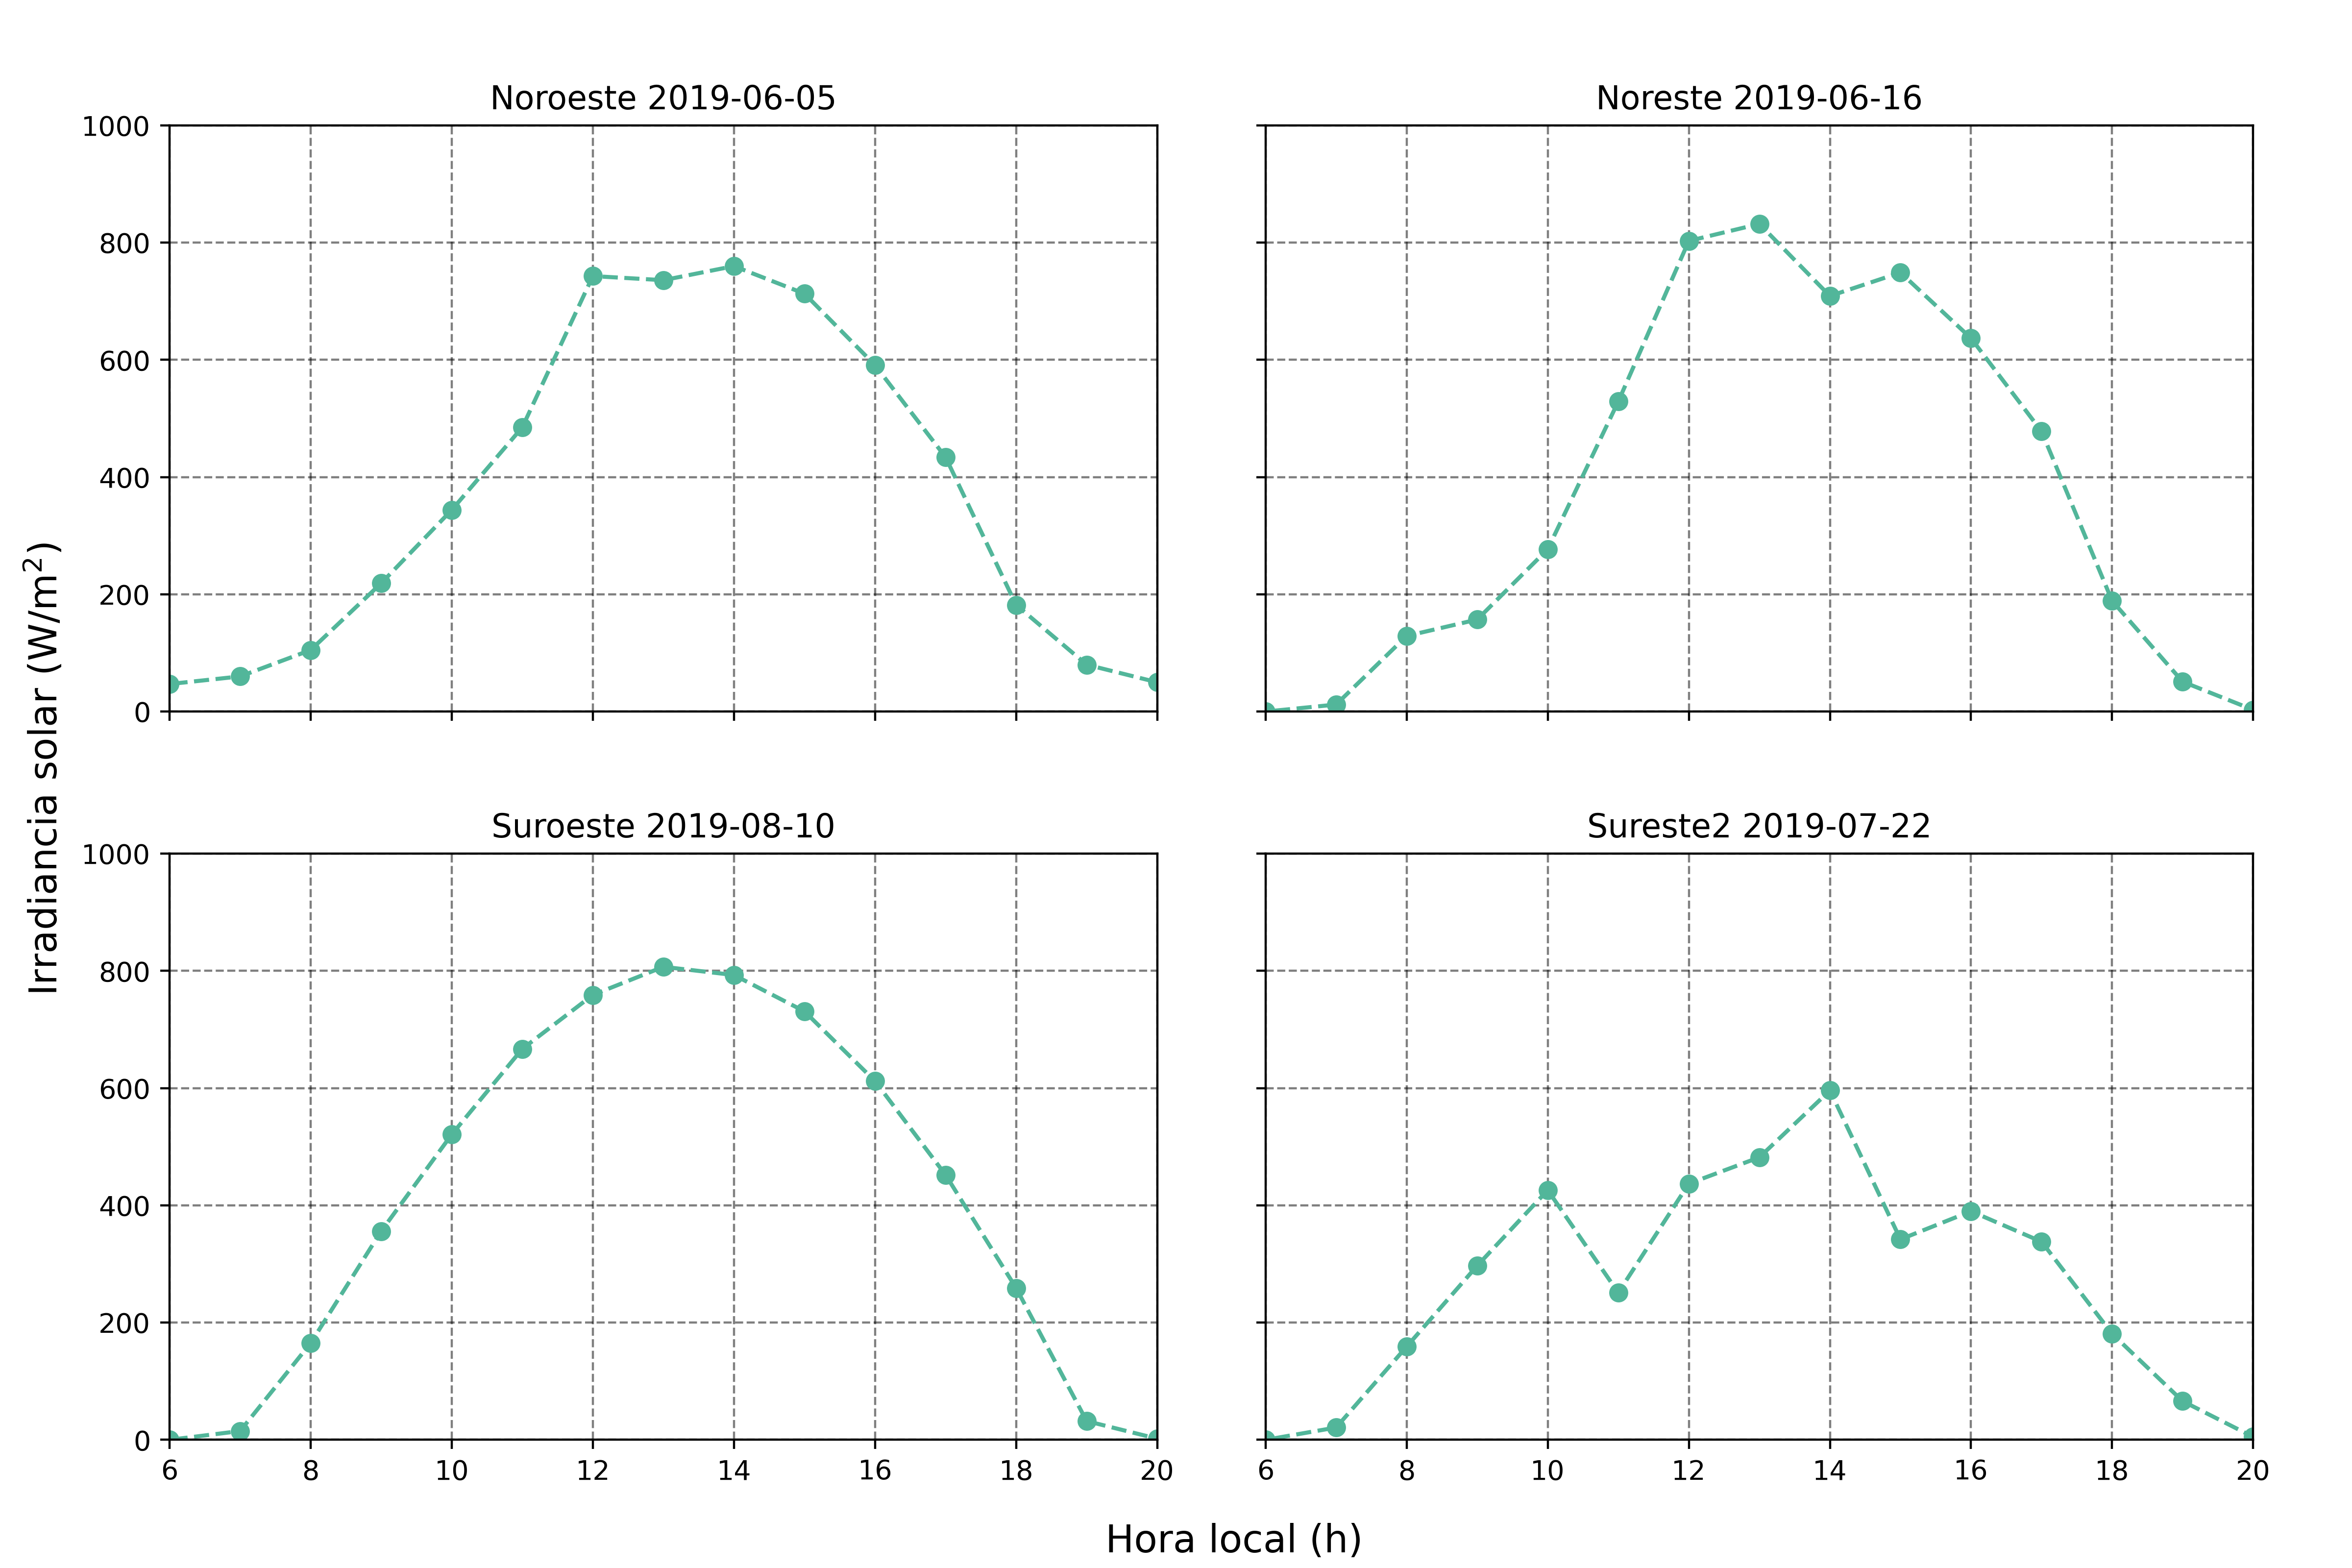 Noroeste 2019-06-05
Noreste 2019-06-16
1000
800
600
400
200
0
Irradiancia solar (W/m²)
Suroeste 2019-08-10
Sureste2 2019-07-22
1000
800
600
400
200
0
6 8 10 12 14 16 18 20
6 8 10 12 14 16 18 20
Hora local (h)